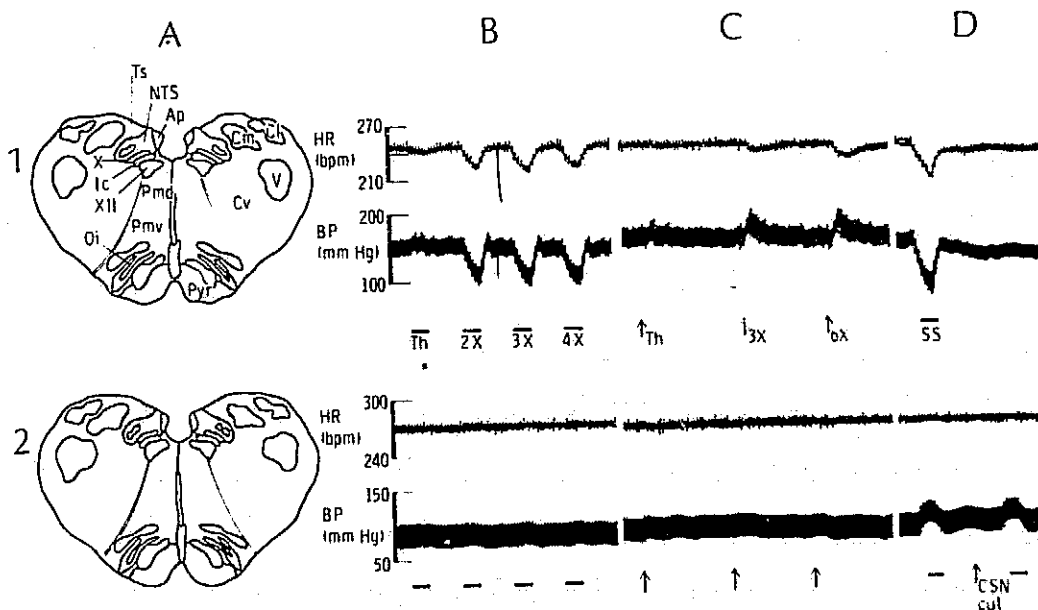 A B C D
1
Ts
NTS
Ap
Cm Cl
X
Ic
XII
Pmd
Pmv
Oi
Cv
V
Pyr
HR
(bpm)
270
210
BP
(mm Hg)
200
100
Th 2X 3X 4X ↑Th 3X ↑6X SS
2
HR
(bpm)
300
240
BP
(mm Hg)
150
50
↑ ↑ ↑ ↑CSN
cut